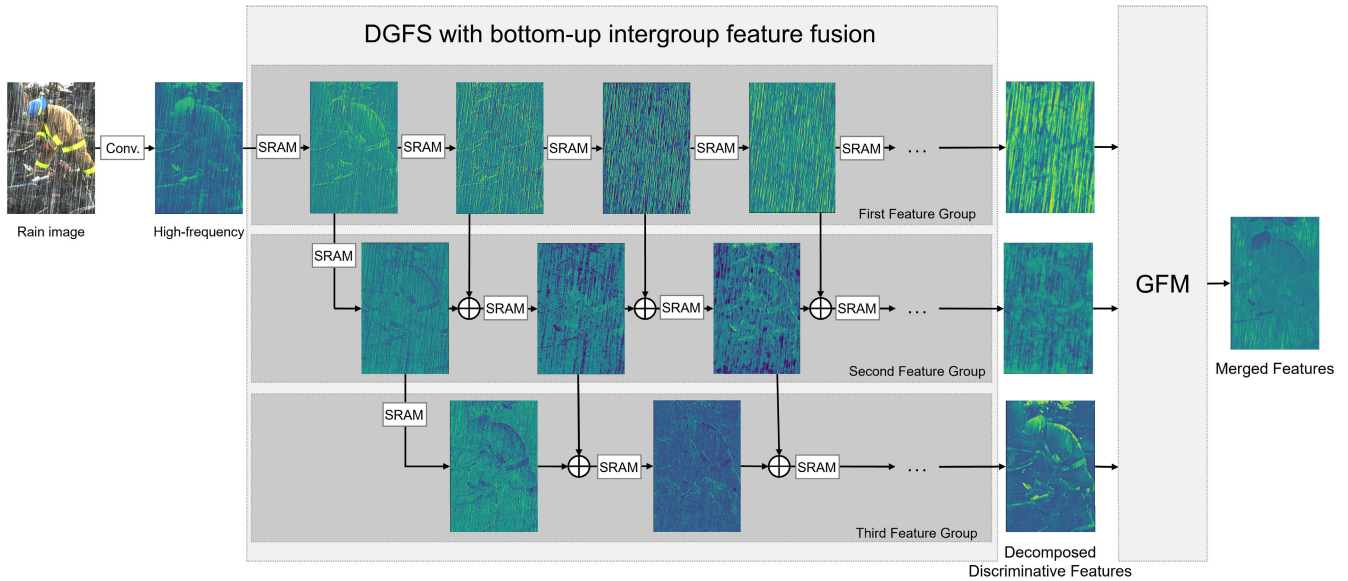 DGFS with bottom-up intergroup feature fusion
Conv.
SRAM
SRAM
SRAM
SRAM
SRAM
. . .
First Feature Group
Rain image
High-frequency
SRAM
SRAM
SRAM
SRAM
. . .
Second Feature Group
GFM
Merged Features
SRAM
SRAM
SRAM
. . .
Third Feature Group
Decomposed
Discriminative Features